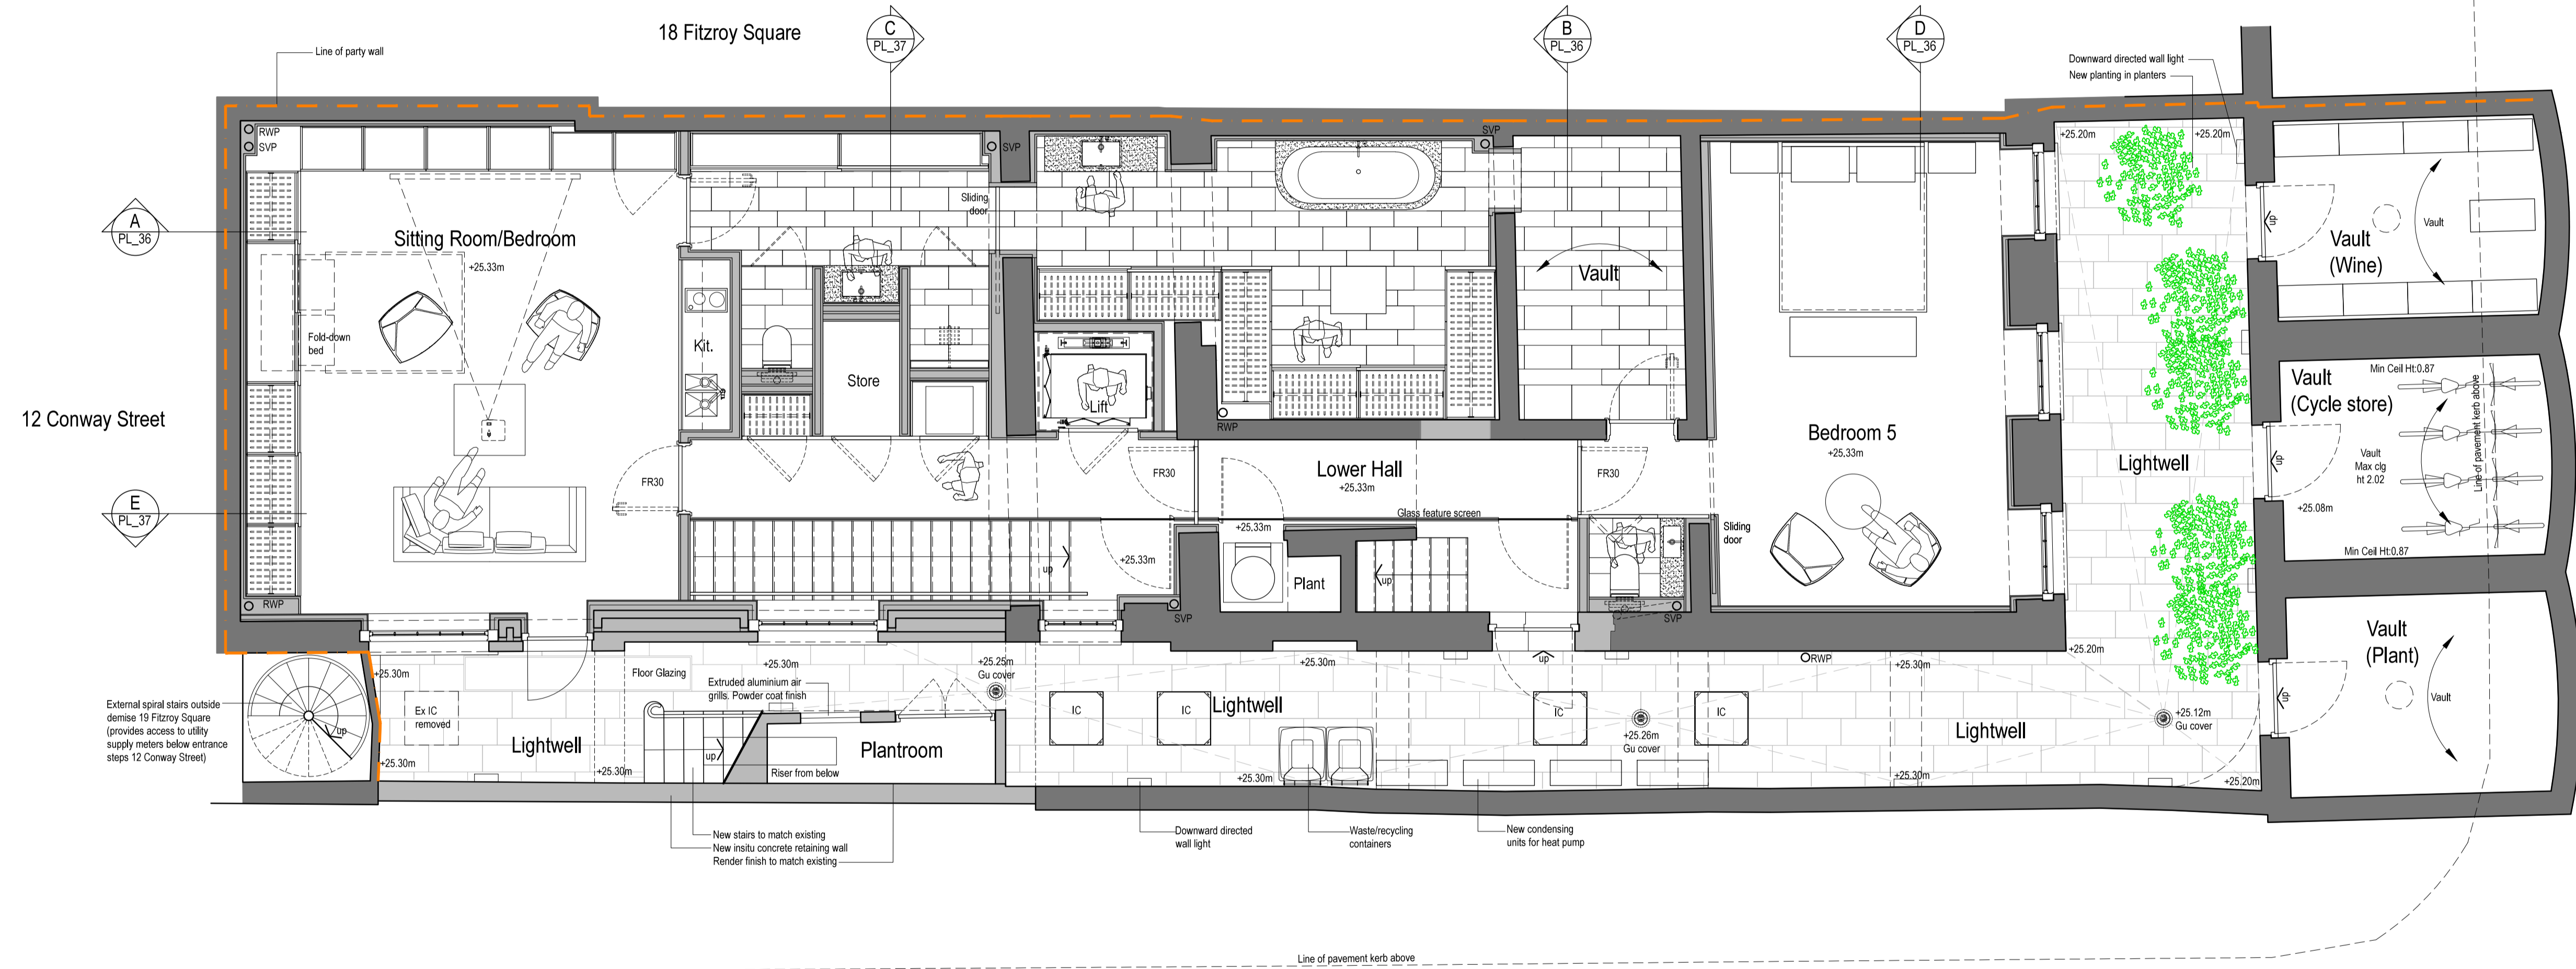 18 Fitzroy Square
C
PL_37
B
PL_36
D
PL_36
Line of party wall
Downward directed wall light
New planting in planters
RWP
SVP
SVP
SVP
+25.20m
+25.20m
A
PL_36
Sitting Room/Bedroom
+25.33m
Sliding
door
Vault
Vault
(Wine)
Vault
up
Fold-down
bed
Kit.
Store
Lift
RWP
12 Conway Street
Bedroom 5
+25.33m
Lightwell
Vault
(Cycle store)
Min Ceil Ht:0.87
Vault
Max clg
ht 2.02
+25.08m
Min Ceil Ht:0.87
Line of pavement kerb above
dn
E
PL_37
FR30
FR30
Lower Hall
+25.33m
FR30
Glass feature screen
Sliding
door
+25.33m
+25.33m
up
up
Plant
RWP
SVP
SVP
Vault
(Plant)
Vault
dn
External spiral stairs outside
demise 19 Fitzroy Square
(provides access to utility
supply meters below entrance
steps 12 Conway Street)
up
+25.30m
Ex IC
removed
+25.30m
Lightwell
Floor Glazing
+25.30m
+25.30m
Extruded aluminium air
grills. Powder coat finish
up
Riser from below
Plantroom
+25.25m
Gu cover
IC
IC
Lightwell
+25.30m
+25.30m
up
IC
+25.26m
Gu cover
IC
RWP
+25.30m
Lightwell
+25.30m
+25.20m
+25.12m
Gu cover
+25.20m
New stairs to match existing
New insitu concrete retaining wall
Render finish to match existing
Downward directed
wall light
Waste/recycling
containers
New condensing
units for heat pump
Line of pavement kerb above